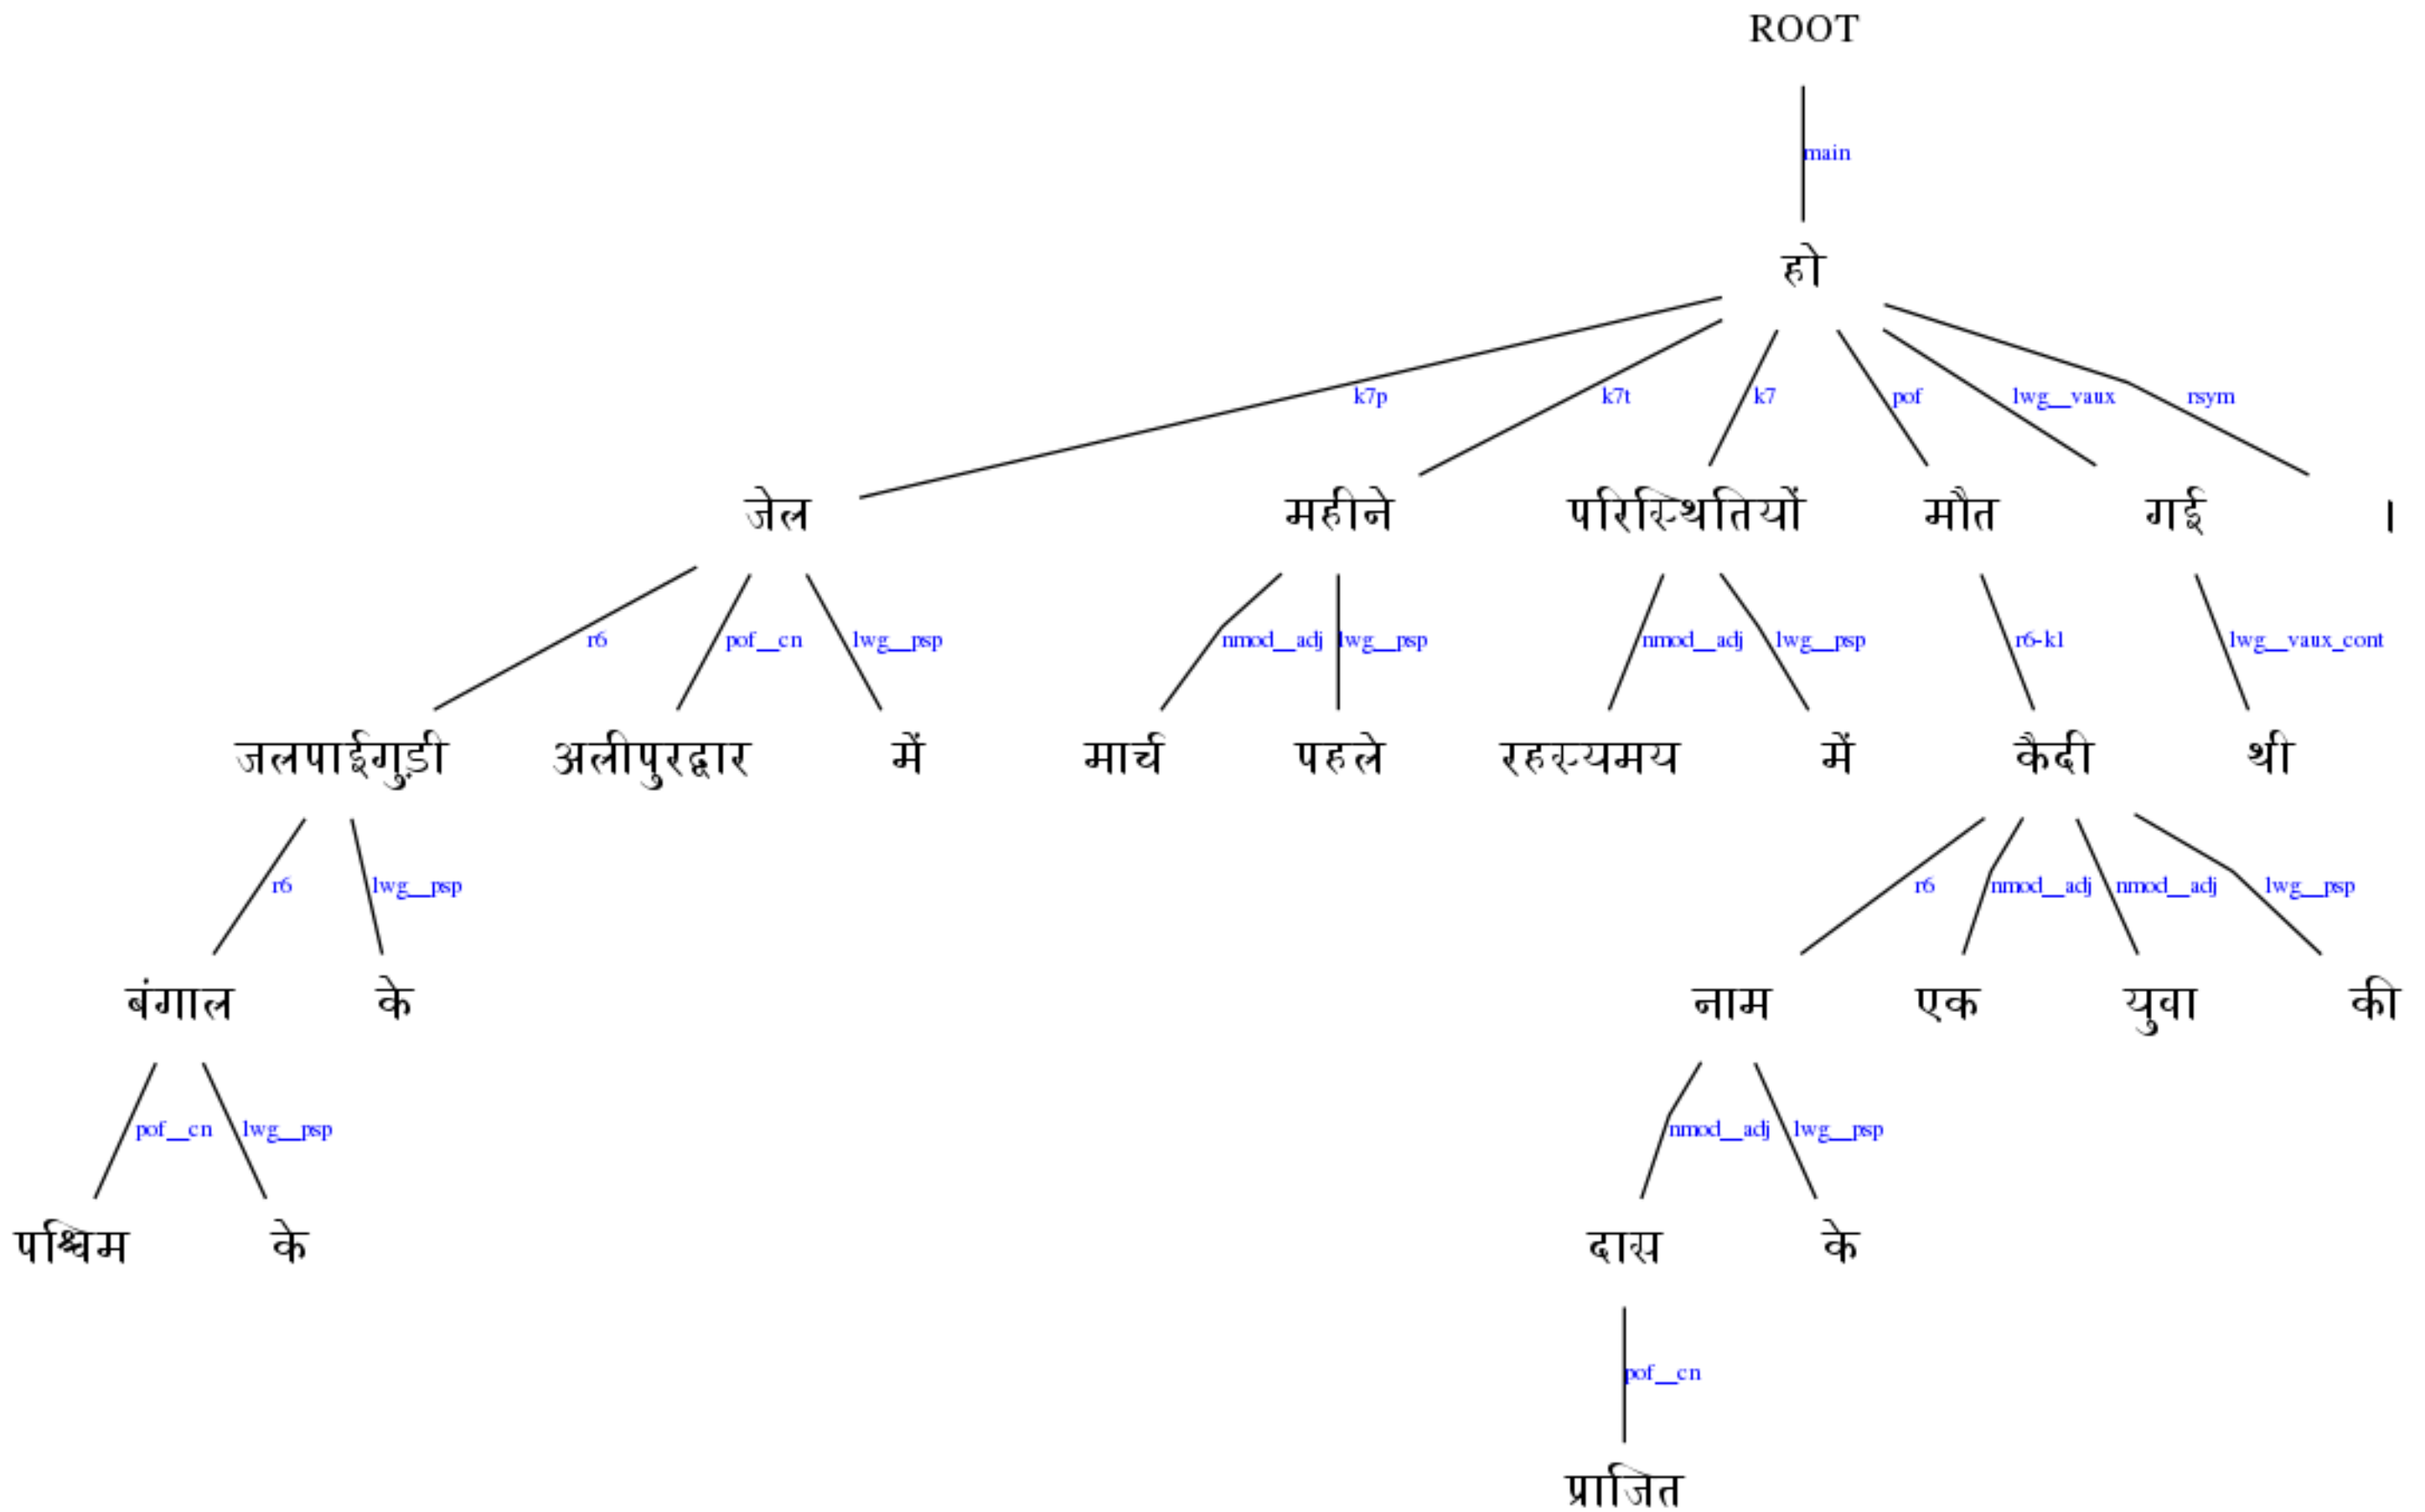 ROOT
main
हो
k7p k7t k7 pof lwg__vaux rsym
जेल महीने परिस्थितियों मौत गई ।
r6 pof__cn lwg__psp nmod__adj lwg__psp nmod__adj lwg__psp r6-k1 lwg__vaux_cont
जलपाईगुड़ी अलीपुरद्वार में मार्च पहले रहस्यमय में कैदी थी
r6 lwg__psp r6 nmod__adj nmod__adj lwg__psp
बंगाल के नाम एक युवा की
pof__cn lwg__psp nmod__adj lwg__psp
पश्चिम के दास के
pof__cn
प्राजित